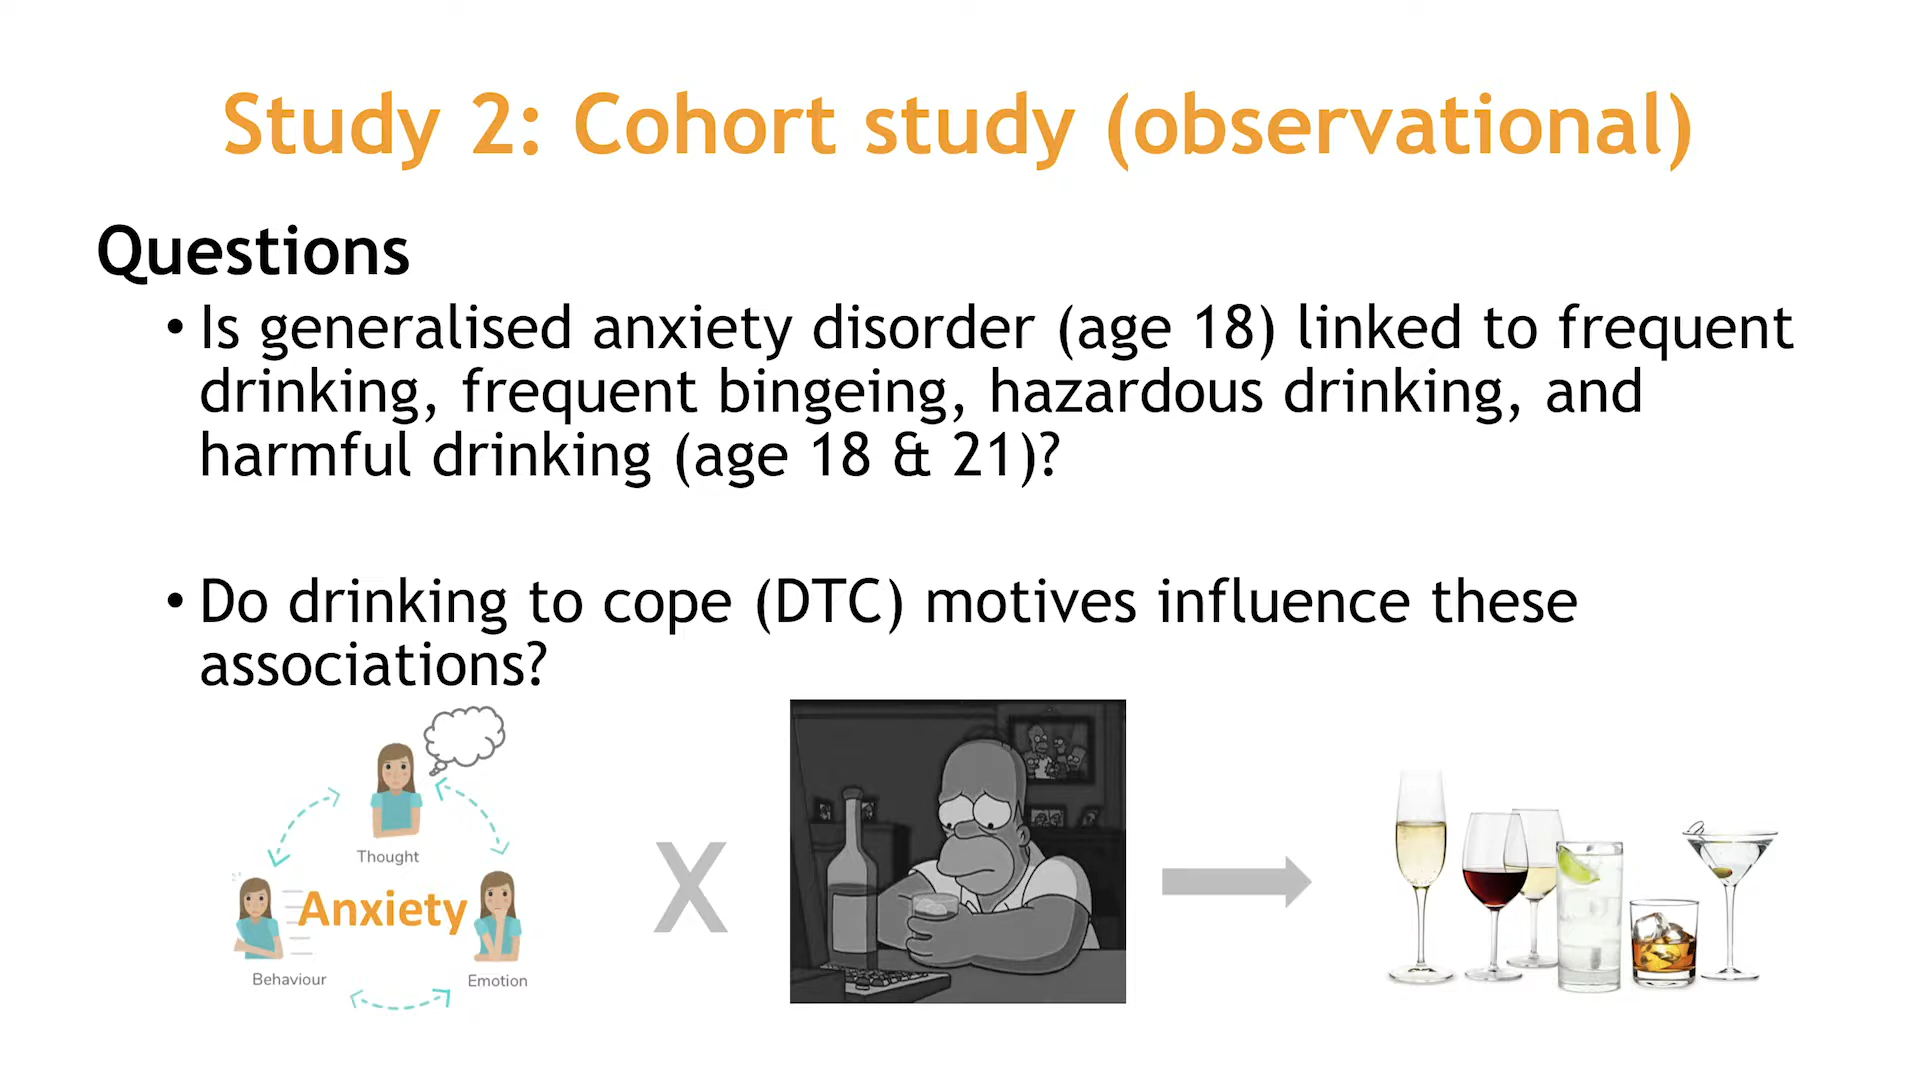 Study 2: Cohort study (observational)
Questions
• Is generalised anxiety disorder (age 18) linked to frequent
drinking, frequent bingeing, hazardous drinking, and
harmful drinking (age 18 & 21)?
• Do drinking to cope (DTC) motives influence these
associations?
Thought
Anxiety
Behaviour
Emotion
X